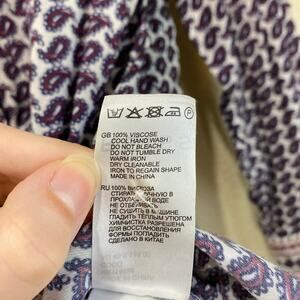 GB 100% VISCOSE
COOL HAND WASH
DO NOT BLEACH
DO NOT TUMBLE DRY
WARM IRON
DRY CLEANABLE
IRON TO REGAIN SHAPE
MADE IN CHINA
RU 100% ВИСКОЗА
СТИРАТЬ ВРУЧНУЮ В
ПРОХЛАДНОЙ ВОДЕ
НЕ ОТБЕЛИВАТЬ
НЕ СУШИТЬ В МАШИНЕ
ГЛАДИТЬ ТЕПЛЫМ УТЮГОМ
ХИМЧИСТКА РАЗРЕШЕНА
ДЛЯ ВОССТАНОВЛЕНИЯ
ФОРМЫ ПОГЛАДИТЬ
СДЕЛАНО В КИТАЕ